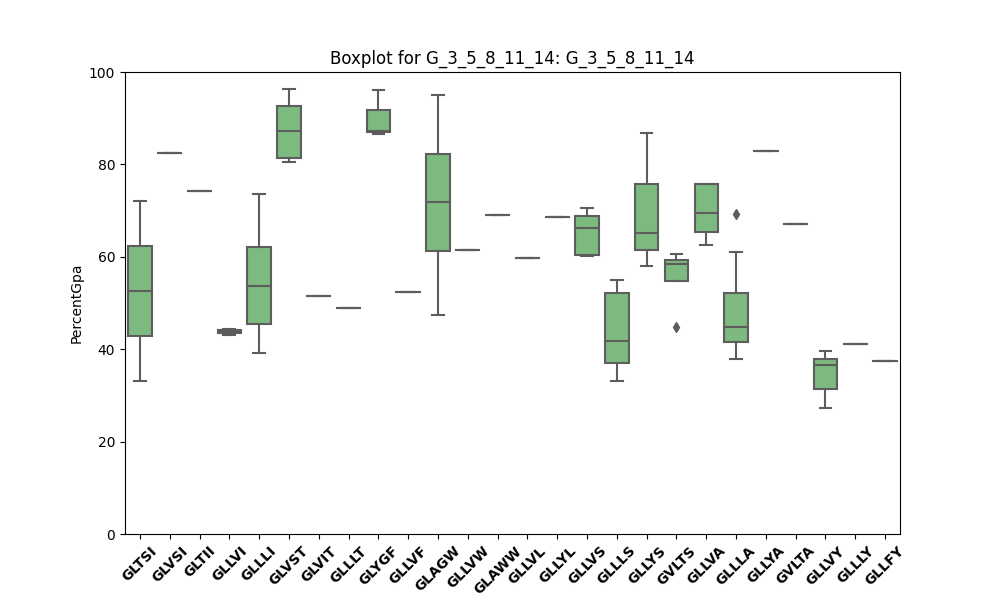 Boxplot for G_3_5_8_11_14: G_3_5_8_11_14
PercentGpa
100
80
60
40
20
0
GLTSI GLVSI GLTII GLLVI GLLLI GLVST GLVIT GLLLT GLYGF GLLVF GLAGW GLLVW GLAWW GLLVL GLLYL GLLVS GLLLS GLLYS GVLTS GLLVA GLLLA GLLYA GVLTA GLLVY GLLLY GLLFY